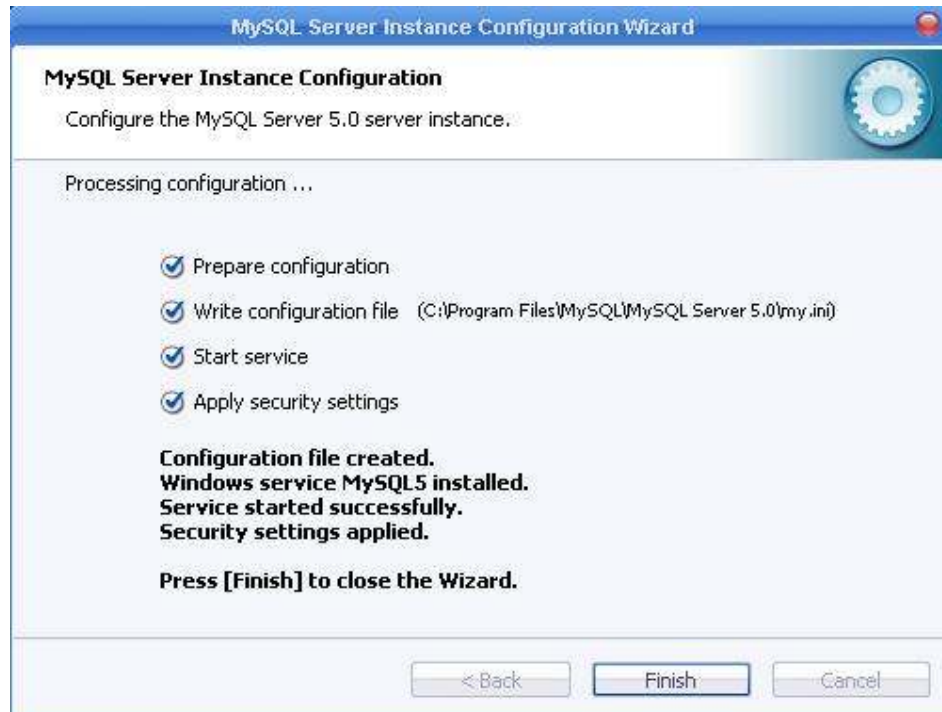 MySQL Server Instance Configuration Wizard
MySQL Server Instance Configuration
Configure the MySQL Server 5.0 server instance.
Processing configuration ...
Prepare configuration
Write configuration file (C:\Program Files\MySQL\MySQL Server 5.0\my.ini)
Start service
Apply security settings
Configuration file created.
Windows service MySQL5 installed.
Service started successfully.
Security settings applied.
Press [Finish] to close the Wizard.
< Back Finish Cancel